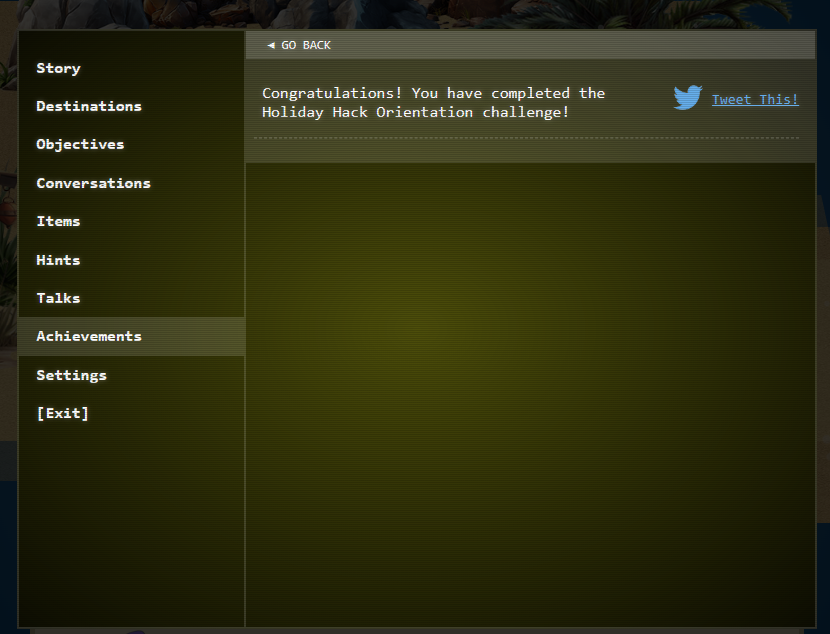 ◄ GO BACK
Story
Destinations
Objectives
Conversations
Items
Hints
Talks
Achievements
Settings
[Exit]
Congratulations! You have completed the
Holiday Hack Orientation challenge!
Tweet This!